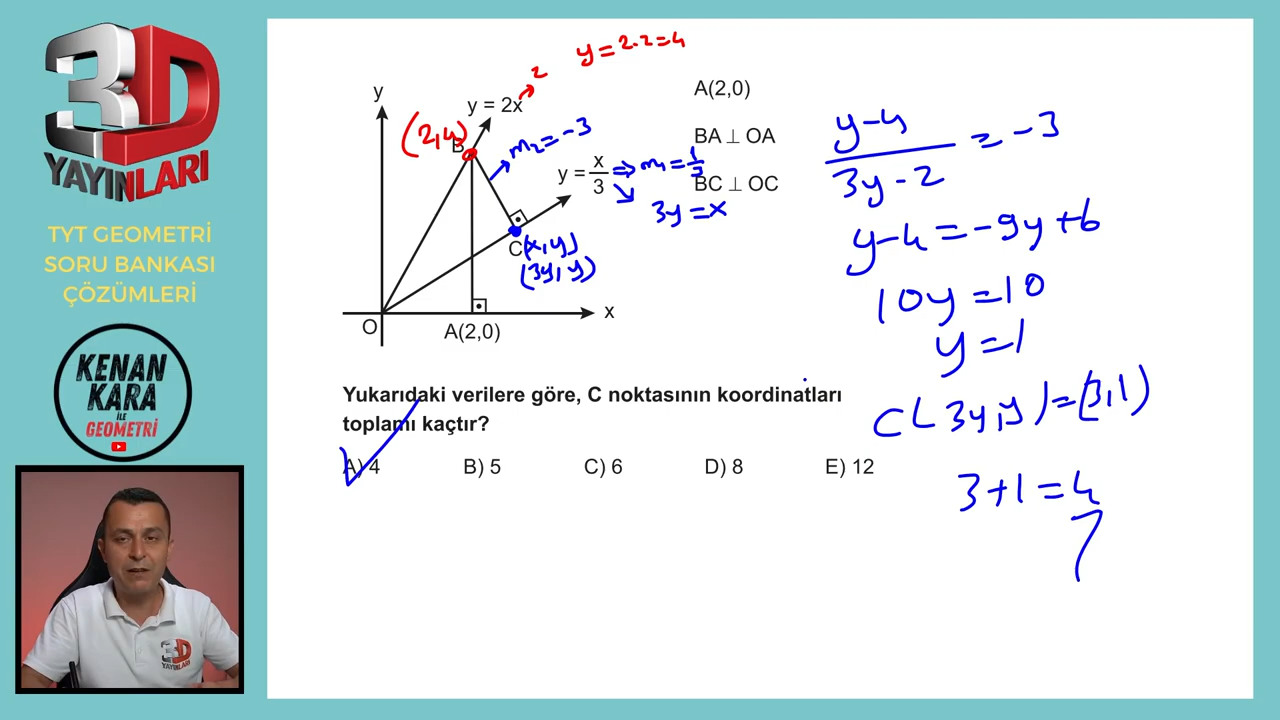 3D
YAYINLARI
TYT GEOMETRİ
SORU BANKASI
ÇÖZÜMLERİ
KENAN
KARA
İLE
GEOMETRİ
3D
YAYINLARI
y = 2.2 = 4
2
y
y = 2x
(2,4)
B
m₂ = -3
y = x/3 ⇒ m₁ = 1/3
3y = x
C (x,y)
(3y,y)
O
A(2,0)
x
A(2,0)
BA ⊥ OA
BC ⊥ OC
Yukarıdaki verilere göre, C noktasının koordinatları
toplamı kaçtır?
A) 4 B) 5 C) 6 D) 8 E) 12
y-4 / 3y-2 = -3
y-4 = -9y+6
10y = 10
y = 1
C(3y,y) = (3,1)
3+1 = 4